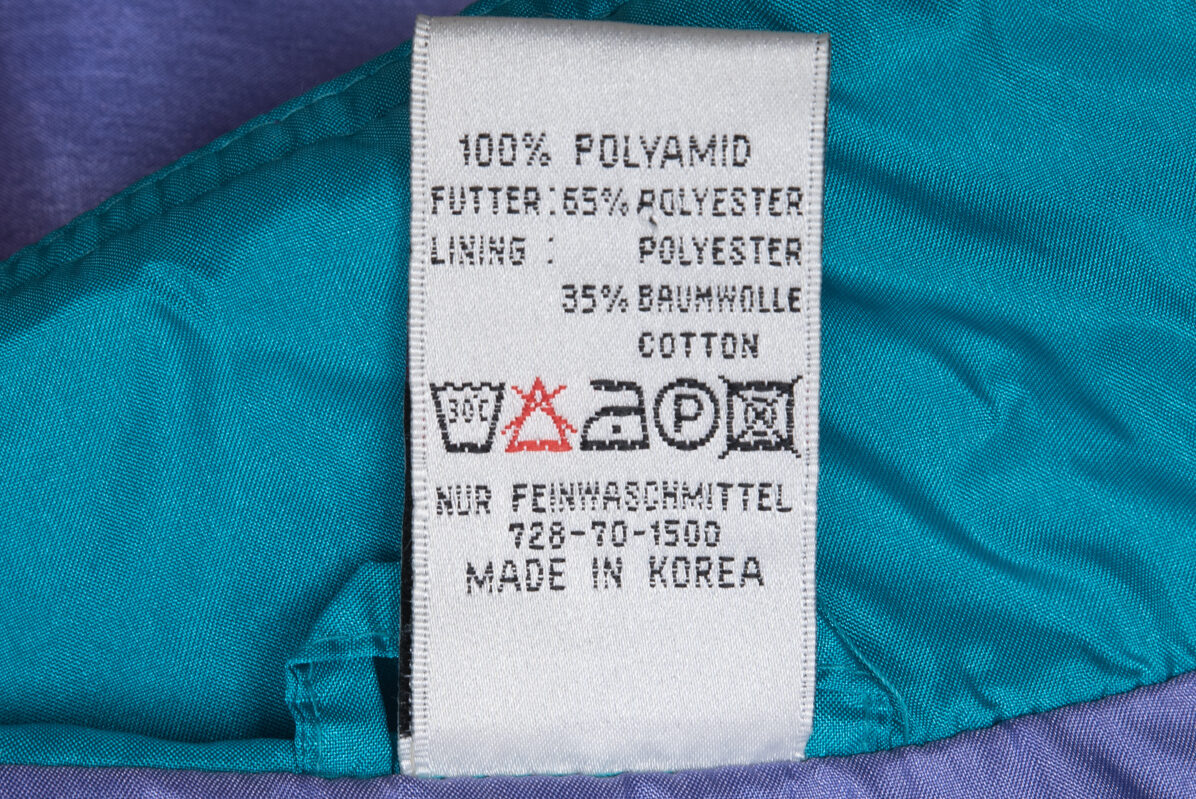 100% POLYAMID
FUTTER:65% POLYESTER
LINING : POLYESTER
35% BAUMWOLLE
COTTON
30C P
NUR FEINWASCHMITTEL
728-70-1500
MADE IN KOREA